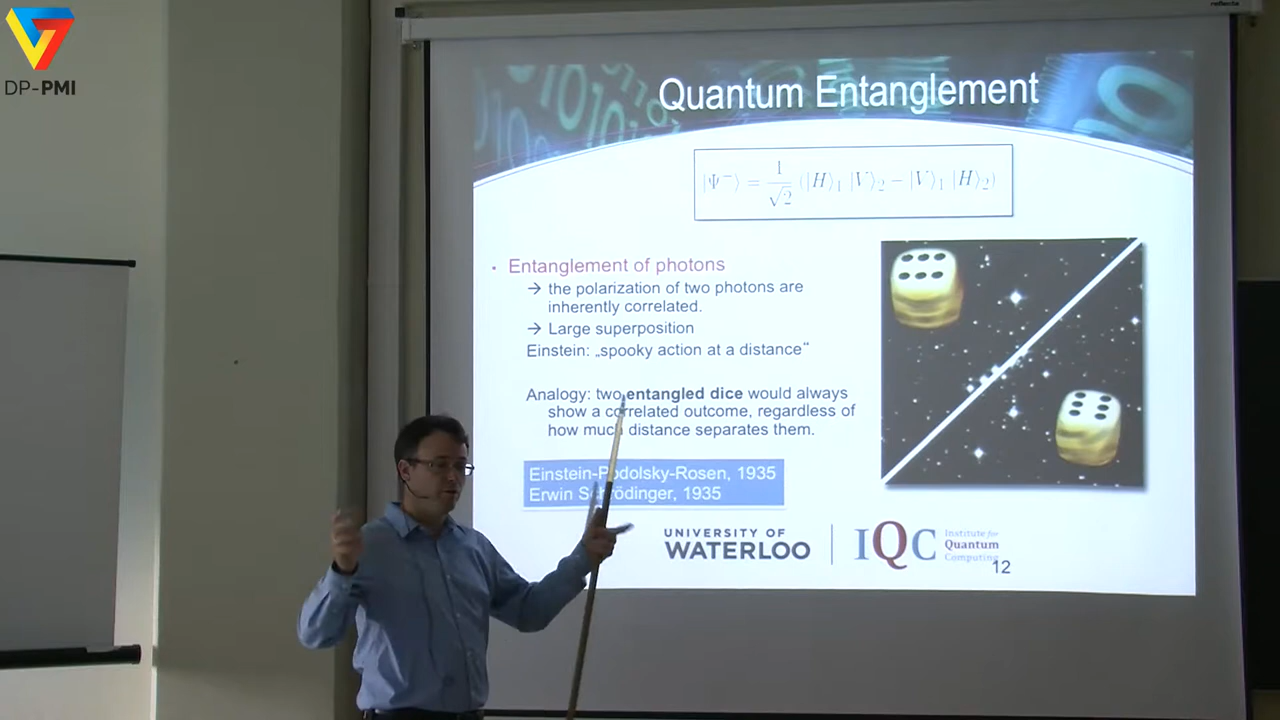 DP-PMI
reflecta
Quantum Entanglement
|Ψ⁻⟩ = 1/√2 (|H⟩₁ |V⟩₂ − |V⟩₁ |H⟩₂)
• Entanglement of photons
→ the polarization of two photons are
inherently correlated.
→ Large superposition
Einstein: „spooky action at a distance“
Analogy: two entangled dice would always
show a correlated outcome, regardless of
how much distance separates them.
Einstein-Podolsky-Rosen, 1935
Erwin Schrödinger, 1935
UNIVERSITY OF
WATERLOO
IQC
Institute for
Quantum
Computing
12